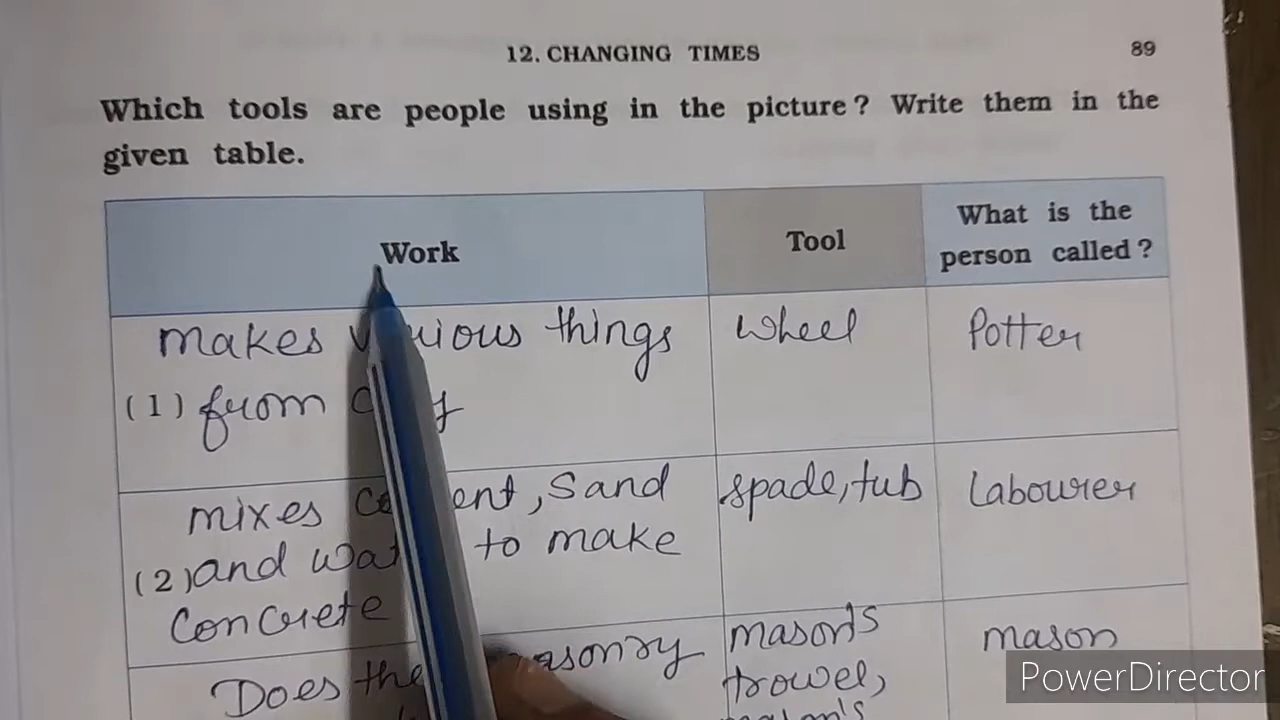 12. CHANGING TIMES 89
Which tools are people using in the picture? Write them in the
given table.
Work Tool What is the
person called?
makes things wheel Potter
(1) from
mixes , Sand spade, tub Labourer
(2) and to make
Concrete
Does the mason's mason
trowel,
PowerDirector